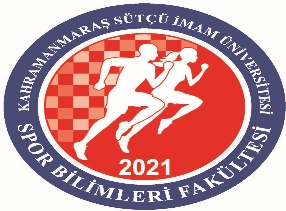 KAHRAMANMARAŞ SÜTÇÜ İMAM ÜNİVERSİTESİ
2021
SPOR BİLİMLERİ FAKÜLTESİ